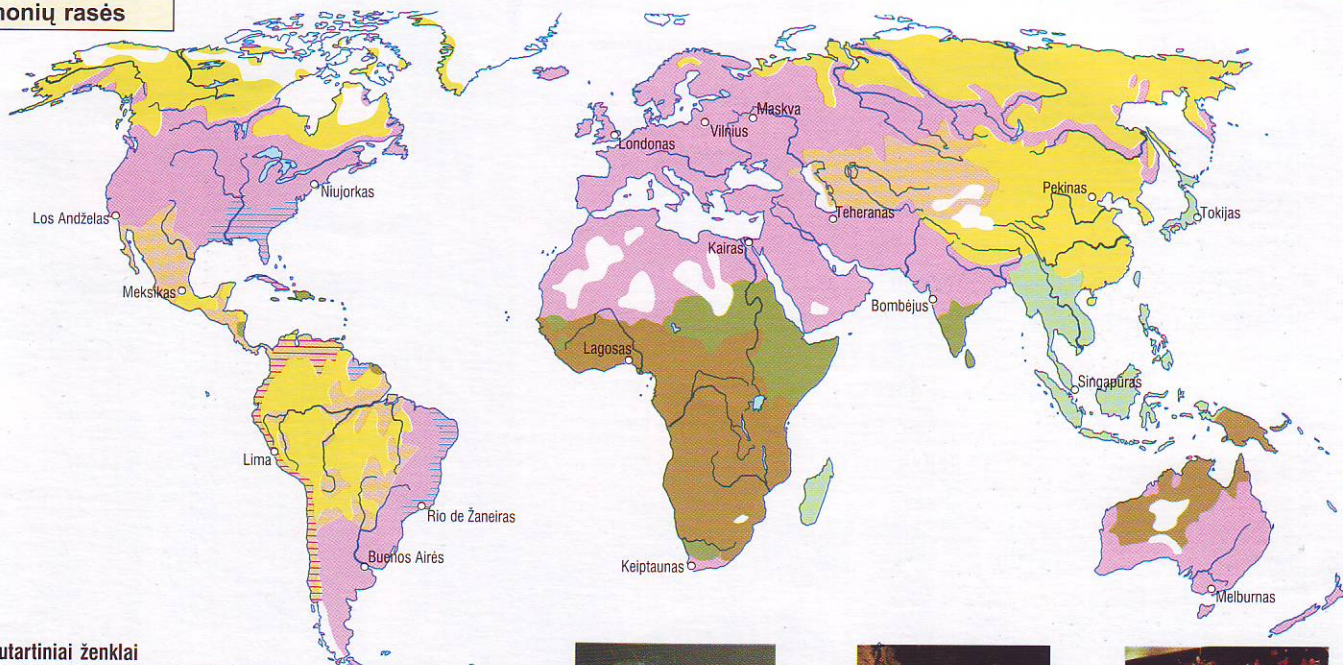 monių rasės
Maskva
Vilnius
Londonas
Niujorkas
Pekinas
Los Andželas
Teheranas
Tokijas
Kairas
Meksikas
Bombėjus
Lagosas
Singapūras
Lima
Rio de Žaneiras
Buenos Airės
Keiptaunas
Melburnas
utartiniai ženklai